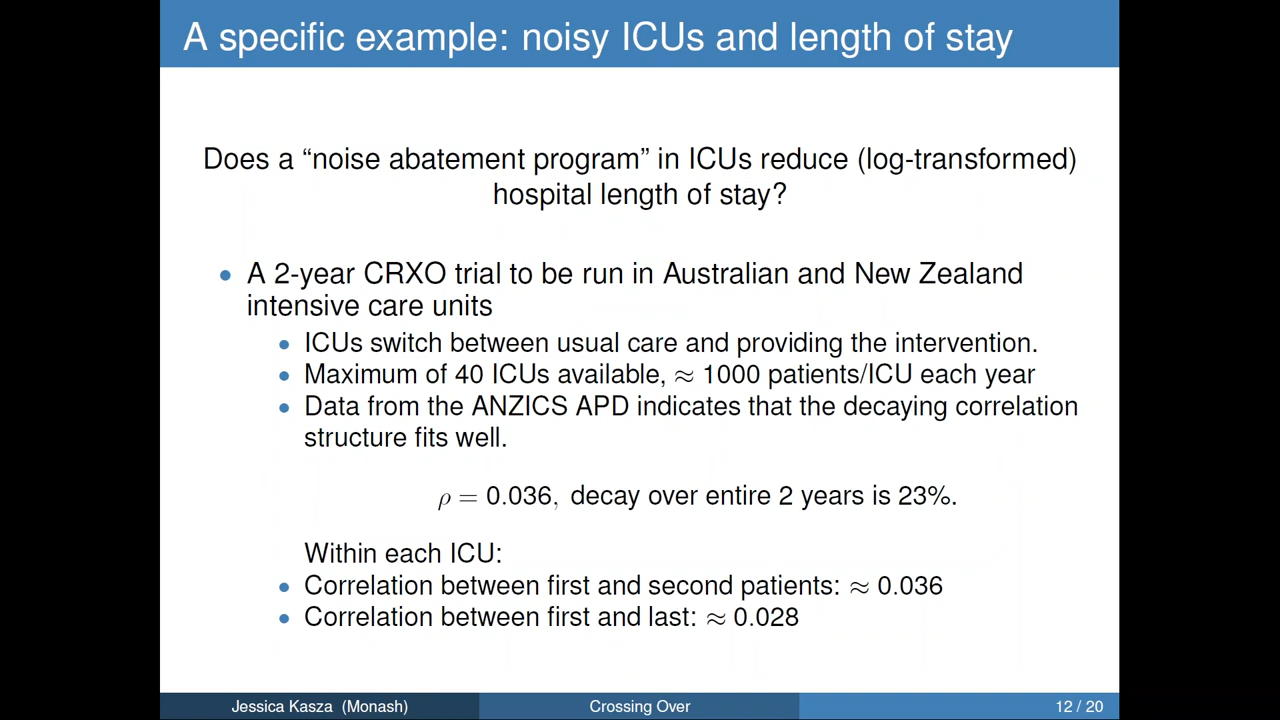 A specific example: noisy ICUs and length of stay
Does a “noise abatement program” in ICUs reduce (log-transformed)
hospital length of stay?
• A 2-year CRXO trial to be run in Australian and New Zealand
intensive care units
• ICUs switch between usual care and providing the intervention.
• Maximum of 40 ICUs available, ≈ 1000 patients/ICU each year
• Data from the ANZICS APD indicates that the decaying correlation
structure fits well.
ρ = 0.036, decay over entire 2 years is 23%.
Within each ICU:
• Correlation between first and second patients: ≈ 0.036
• Correlation between first and last: ≈ 0.028
Jessica Kasza (Monash)
Crossing Over
12 / 20